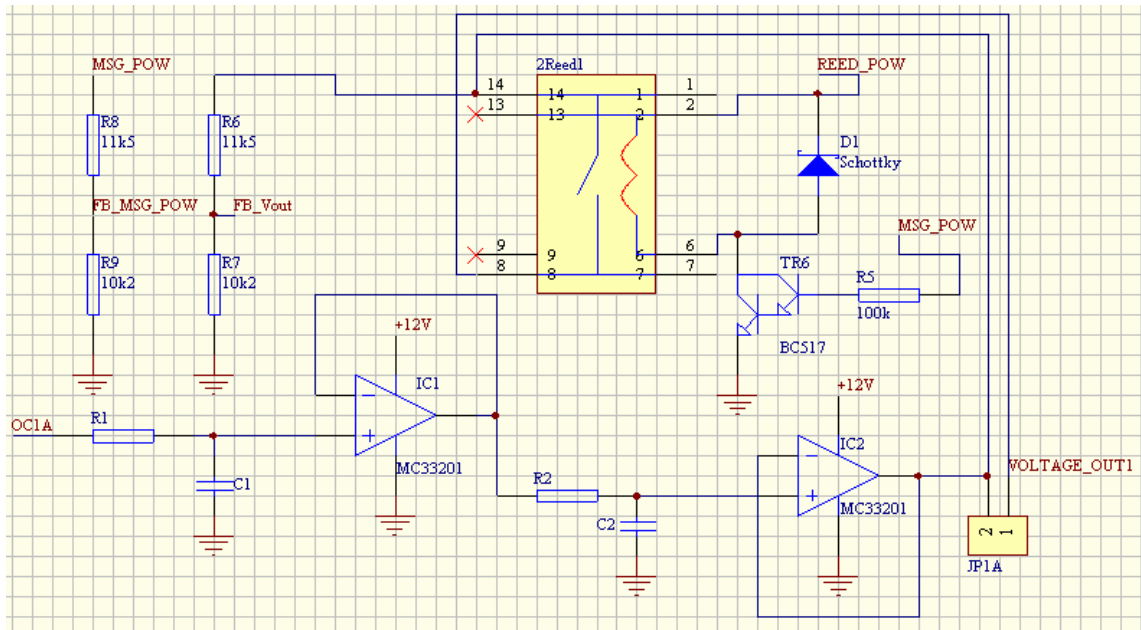 2Reed1
MSG_POW
REED_POW
14
14
1
1
13
13
2
2
R8
11k5
R6
11k5
D1
Schottky
FB_MSG_POW
FB_Vout
MSG_POW
9
9
6
6
8
8
7
7
R9
10k2
R7
10k2
TR6
R5
100k
BC517
+12V
IC1
MC33201
+12V
IC2
MC33201
OC1A
R1
C1
R2
C2
VOLTAGE_OUT1
2
1
JP1A